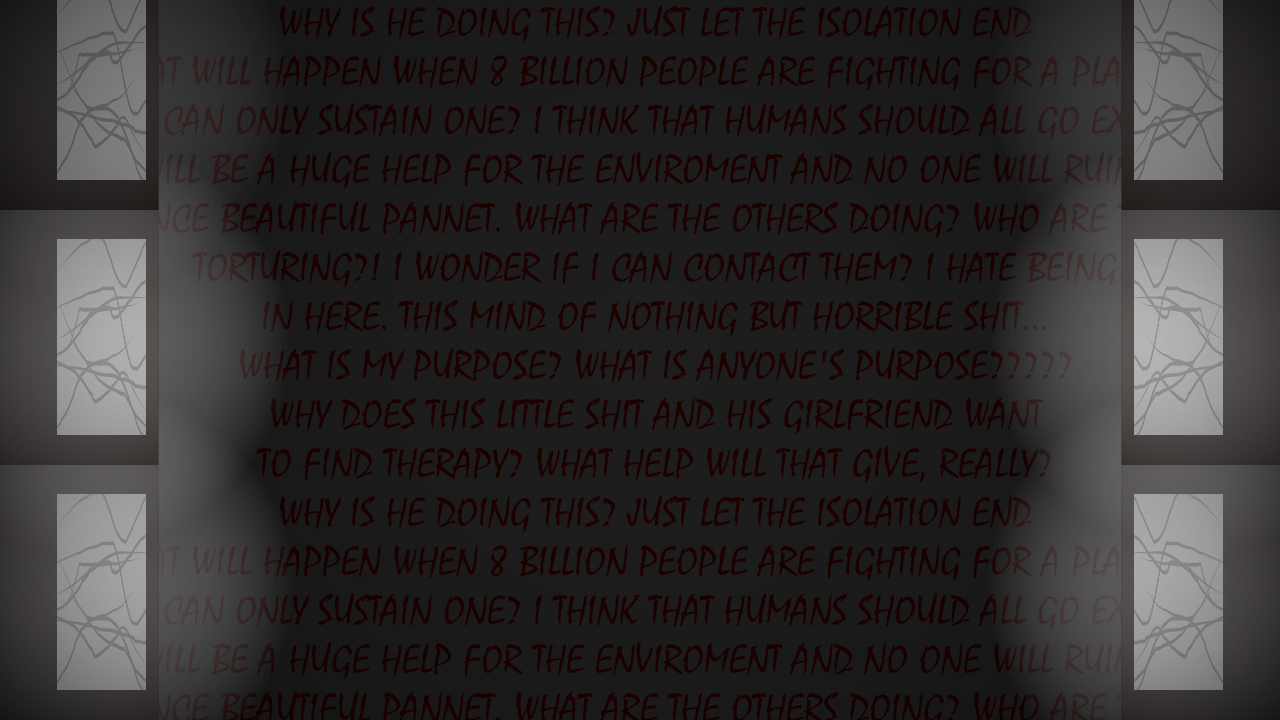 WHY IS HE DOING THIS? JUST LET THE ISOLATION END
AT WILL HAPPEN WHEN 8 BILLION PEOPLE ARE FIGHTING FOR A PLA
CAN ONLY SUSTAIN ONE? I THINK THAT HUMANS SHOULD ALL GO EX
ILL BE A HUGE HELP FOR THE ENVIROMENT AND NO ONE WILL RUIN
NCE BEAUTIFUL PANNET. WHAT ARE THE OTHERS DOING? WHO ARE T
TORTURING?! I WONDER IF I CAN CONTACT THEM? I HATE BEING
IN HERE. THIS MIND OF NOTHING BUT HORRIBLE SHIT...
WHAT IS MY PURPOSE? WHAT IS ANYONE'S PURPOSE?????
WHY DOES THIS LITTLE SHIT AND HIS GIRLFRIEND WANT
TO FIND THERAPY? WHAT HELP WILL THAT GIVE, REALLY?
WHY IS HE DOING THIS? JUST LET THE ISOLATION END
AT WILL HAPPEN WHEN 8 BILLION PEOPLE ARE FIGHTING FOR A PLA
CAN ONLY SUSTAIN ONE? I THINK THAT HUMANS SHOULD ALL GO EX
ILL BE A HUGE HELP FOR THE ENVIROMENT AND NO ONE WILL RUIN
NCE BEAUTIFUL PANNET. WHAT ARE THE OTHERS DOING? WHO ARE T